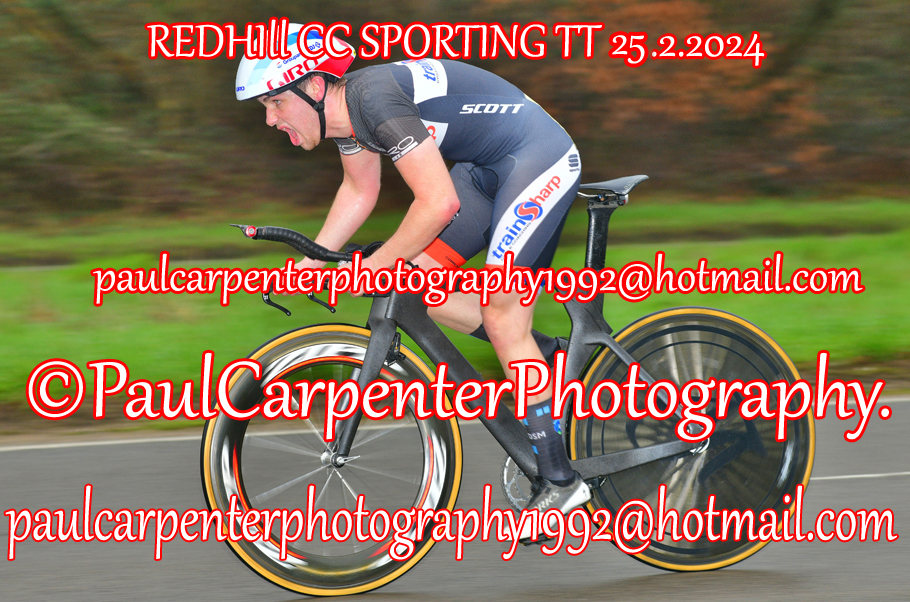 REDHIll CC SPORTING TT 25.2.2024
GIRO
SCOTT
trainSharp
paulcarpenterphotography1992@hotmail.com
©PaulCarpenterPhotography.
paulcarpenterphotography1992@hotmail.com